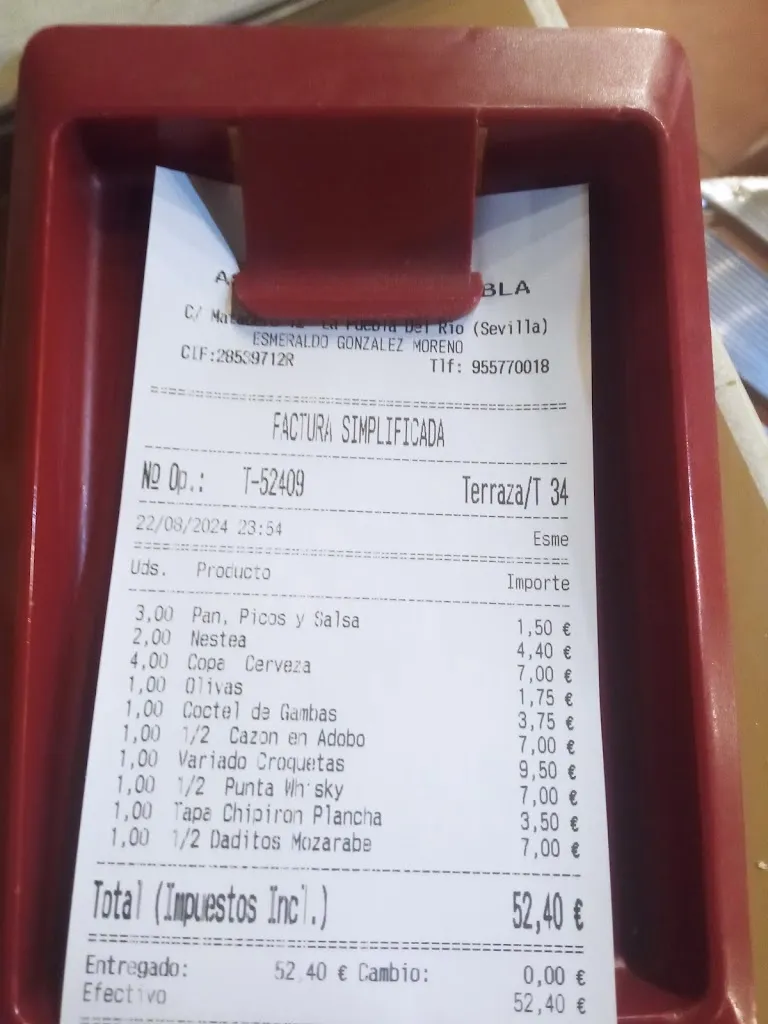 BLA
C/ La Puebla Del Rio (Sevilla)
ESMERALDO GONZALEZ MORENO
CIF:28539712R Tlf: 955770018
FACTURA SIMPLIFICADA
Nº Op.: T-52409 Terraza/T 34
22/08/2024 23:54 Esme
Uds. Producto Importe
3,00 Pan, Picos y Salsa 1,50 €
2,00 Nestea 4,40 €
4,00 Copa Cerveza 7,00 €
1,00 Olivas 1,75 €
1,00 Coctel de Gambas 3,75 €
1,00 1/2 Cazon en Adobo 7,00 €
1,00 Variado Croquetas 9,50 €
1,00 1/2 Punta Whisky 7,00 €
1,00 Tapa Chipiron Plancha 3,50 €
1,00 1/2 Daditos Mozarabe 7,00 €
Total (Impuestos Incl.) 52,40 €
Entregado: 52,40 € Cambio: 0,00 €
Efectivo 52,40 €